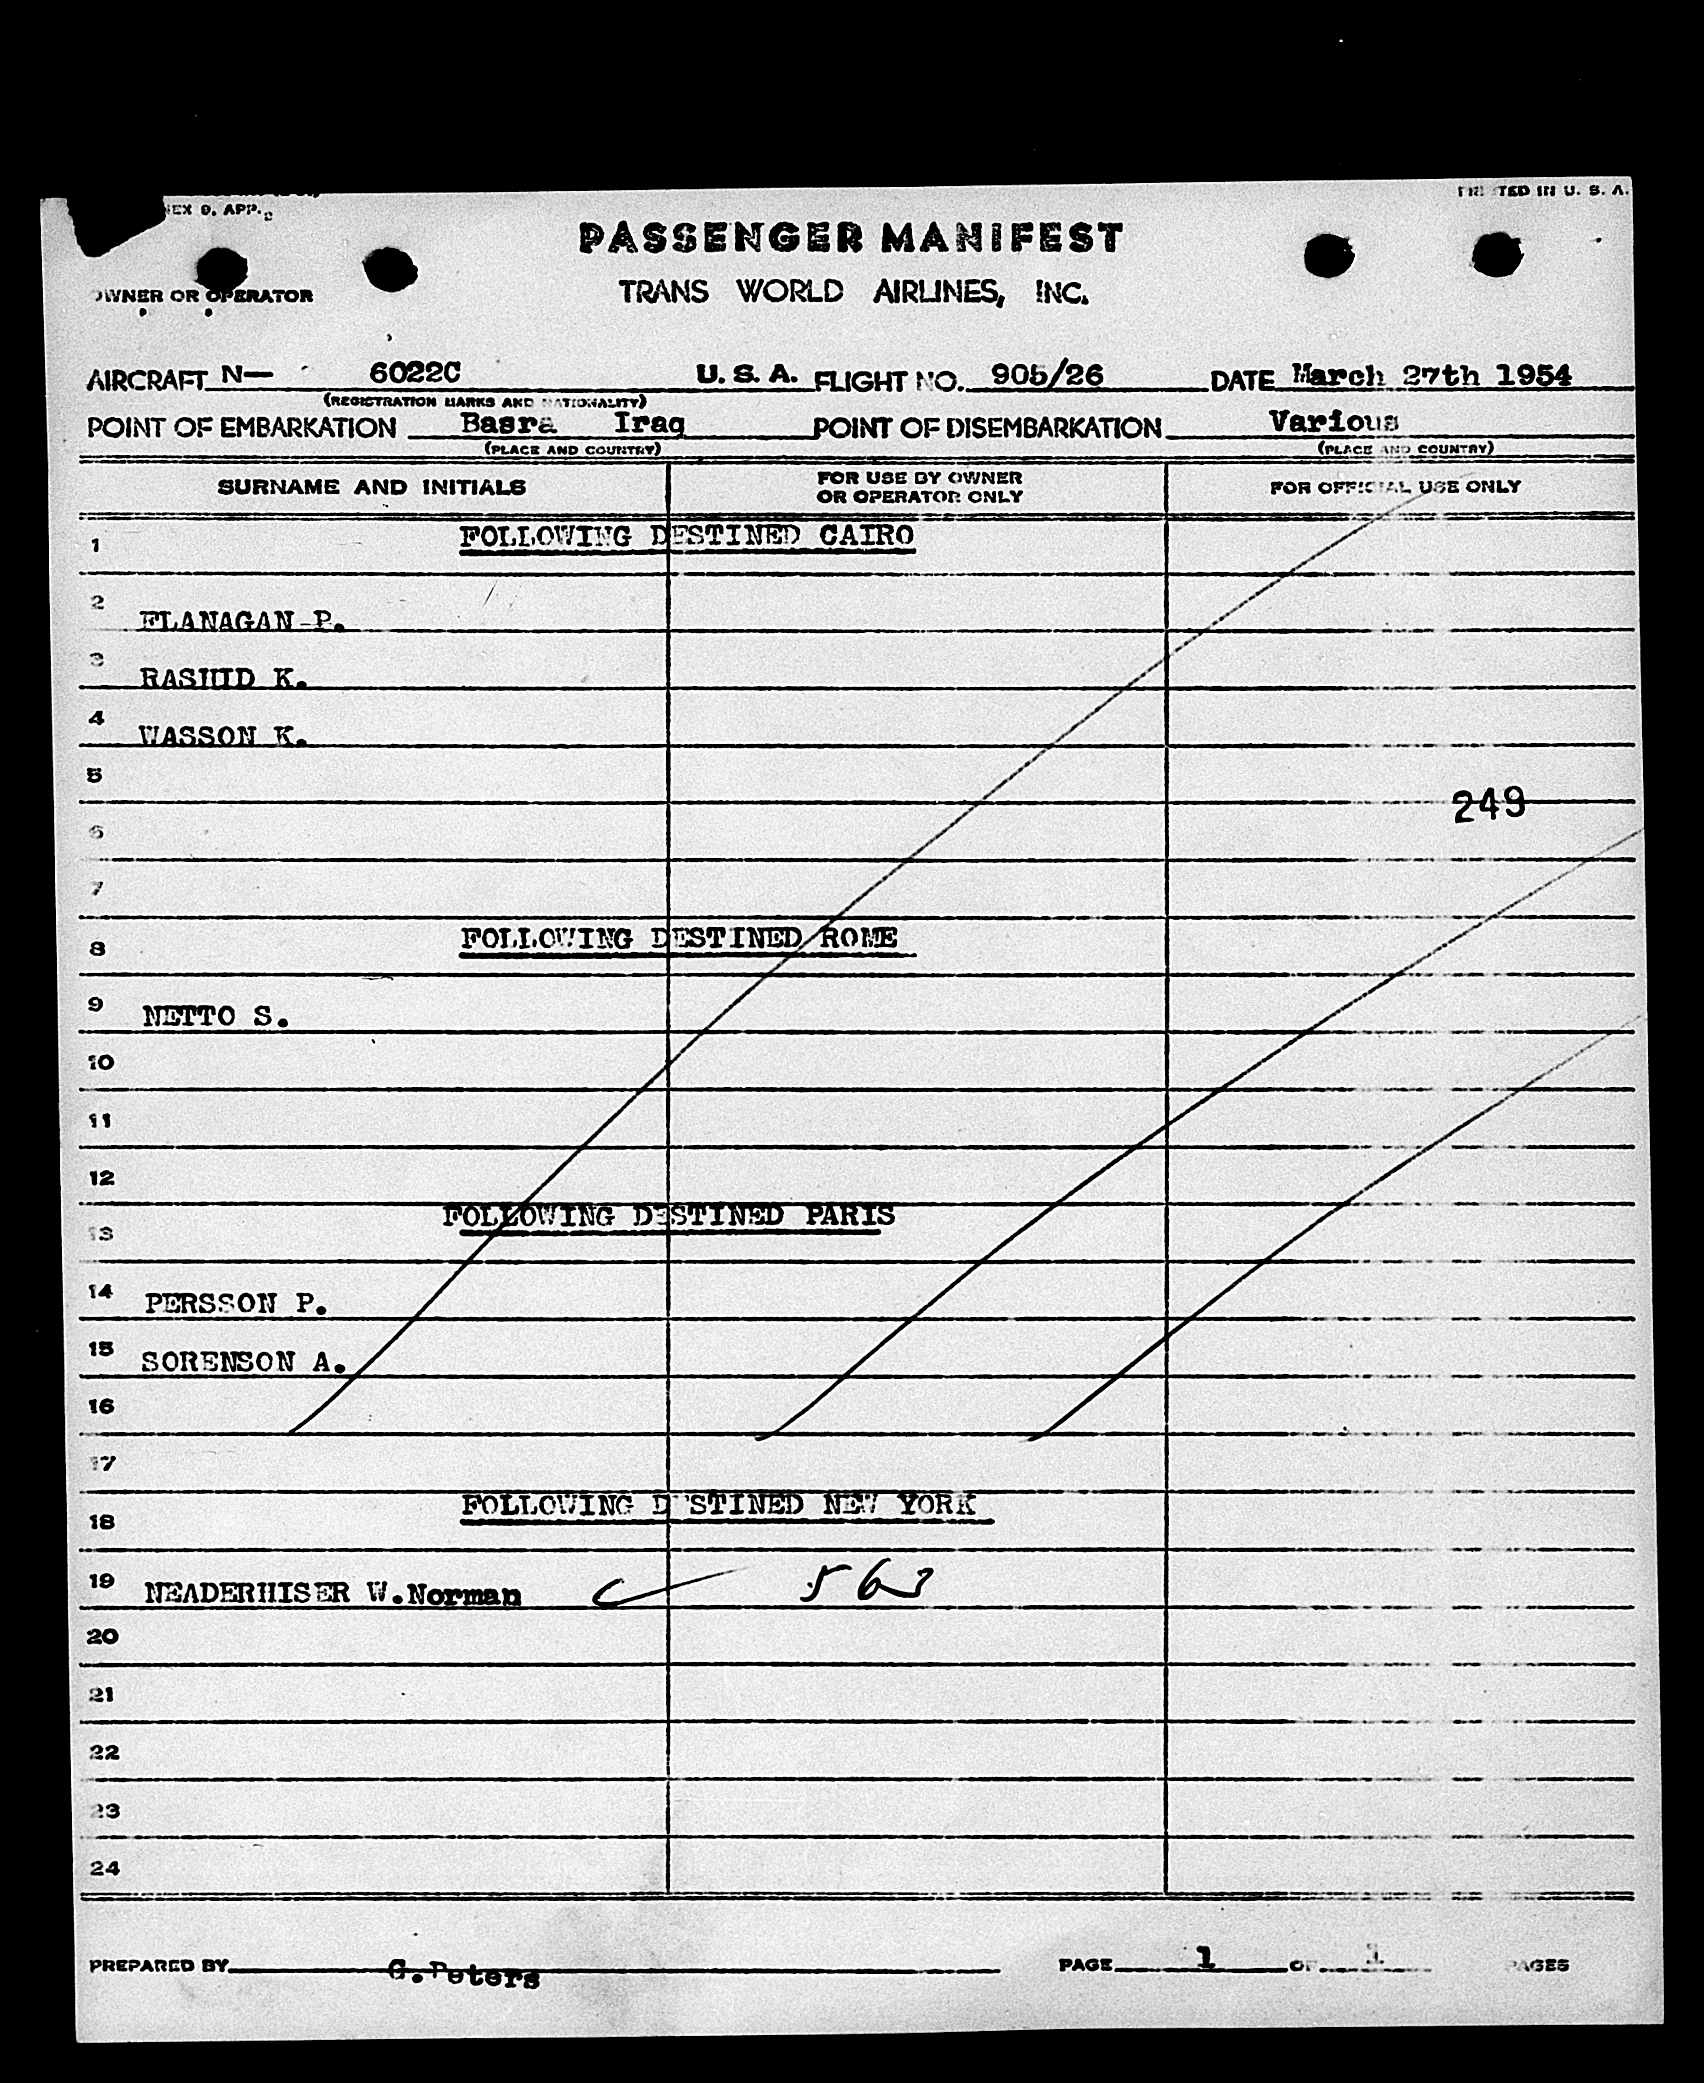 NEX 9, APP.
TED IN U. S. A.
PASSENGER MANIFEST
TRANS WORLD AIRLINES, INC.
OWNER OR OPERATOR
AIRCRAFT N— 6022C U. S. A. FLIGHT NO. 905/26 DATE March 27th 1954
(REGISTRATION MARKS AND NATIONALITY)
POINT OF EMBARKATION Basra Iraq POINT OF DISEMBARKATION Various
(PLACE AND COUNTRY) (PLACE AND COUNTRY)
SURNAME AND INITIALS FOR USE BY OWNER OR OPERATOR ONLY FOR OFFICIAL USE ONLY
1 FOLLOWING DESTINED CAIRO
2 FLANAGAN P.
3 RASHID K.
4 WASSON K.
5
249
6
7
8 FOLLOWING DESTINED ROME
9 NETTO S.
10
11
12
13 FOLLOWING DESTINED PARIS
14 PERSSON P.
15 SORENSON A.
16
17
18 FOLLOWING DESTINED NEW YORK
19 NEADERHISER W.Norman 563
20
21
22
23
24
PREPARED BY G.Peters PAGE 1 OF 1 PAGES